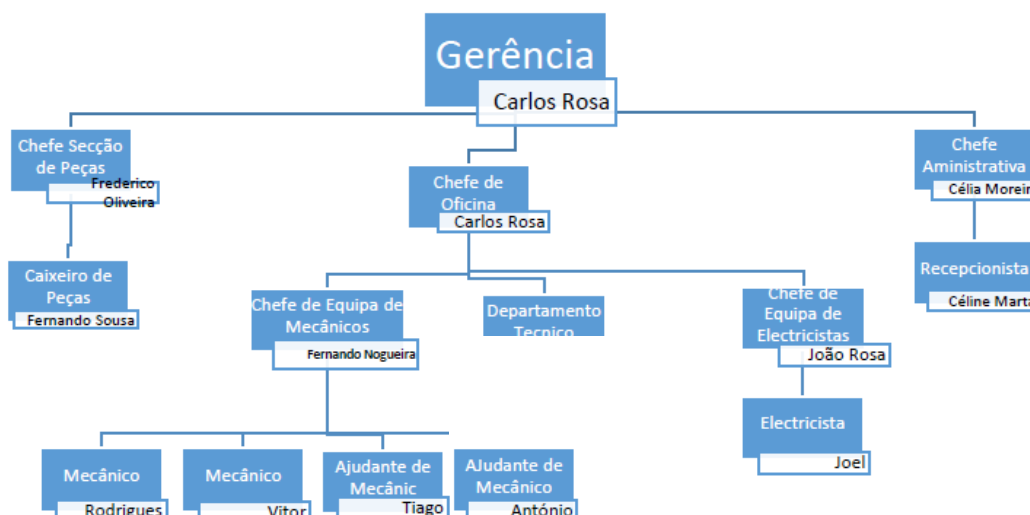 Gerência
Carlos Rosa
Chefe Secção
de Peças
Frederico
Oliveira
Chefe de
Oficina
Carlos Rosa
Chefe
Aministrativa
Célia Moreir
Caixeiro de
Peças
Fernando Sousa
Chefe de Equipa de
Mecânicos
Fernando Nogueira
Departamento
Tecnico
Chefe de
Equipa de
Electricistas
João Rosa
Recepcionista
Céline Marta
Electricista
Joel
Mecânico
Rodrigues
Mecânico
Vitor
Ajudante de
Mecânic
Tiago
AJudante de
Mecânico
António